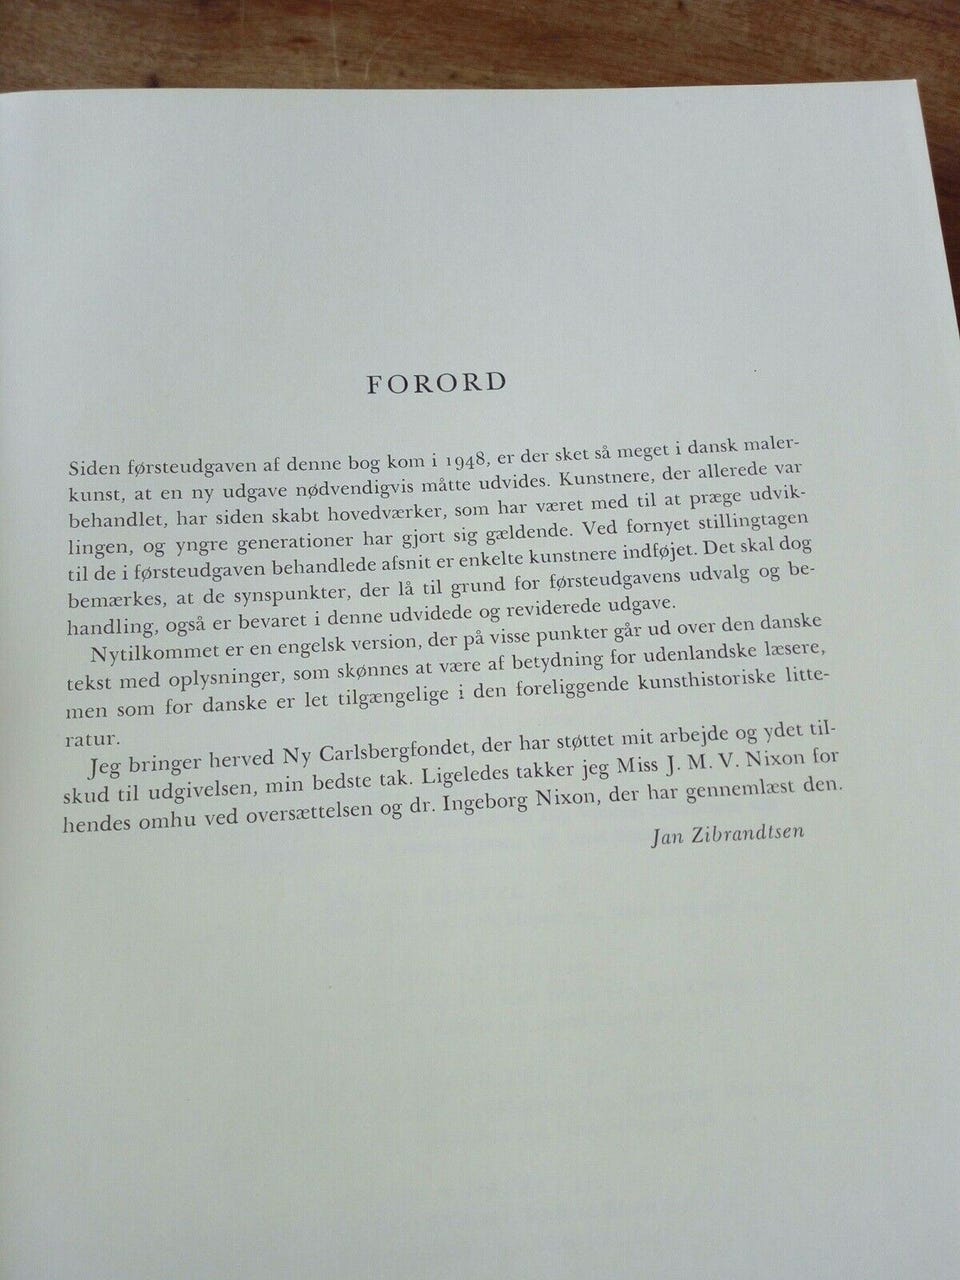 FORORD
Siden førsteudgaven af denne bog kom i 1948, er der sket så meget i dansk maler-
kunst, at en ny udgave nødvendigvis måtte udvides. Kunstnere, der allerede var
behandlet, har siden skabt hovedværker, som har været med til at præge udvik-
lingen, og yngre generationer har gjort sig gældende. Ved fornyet stillingtagen
til de i førsteudgaven behandlede afsnit er enkelte kunstnere indføjet. Det skal dog
bemærkes, at de synspunkter, der lå til grund for førsteudgavens udvalg og be-
handling, også er bevaret i denne udvidede og reviderede udgave.
Nytilkommet er en engelsk version, der på visse punkter går ud over den danske
tekst med oplysninger, som skønnes at være af betydning for udenlandske læsere,
men som for danske er let tilgængelige i den foreliggende kunsthistoriske litte-
ratur.
Jeg bringer herved Ny Carlsbergfondet, der har støttet mit arbejde og ydet til-
skud til udgivelsen, min bedste tak. Ligeledes takker jeg Miss J. M. V. Nixon for
hendes omhu ved oversættelsen og dr. Ingeborg Nixon, der har gennemlæst den.
Jan Zibrandtsen